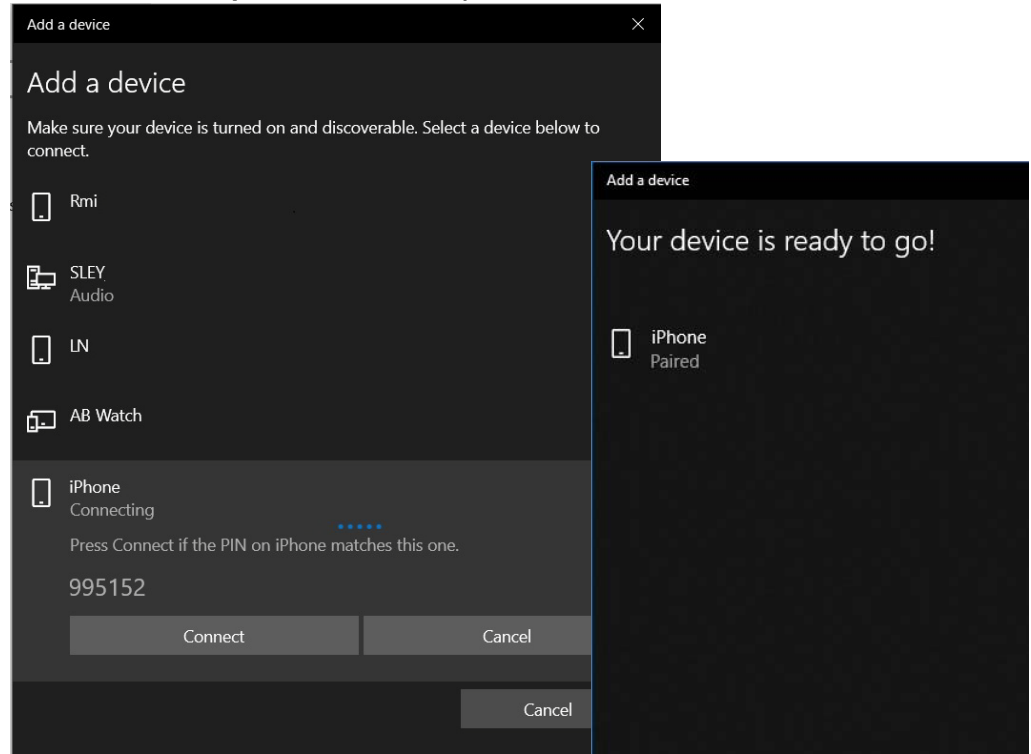 Add a device
Add a device
Make sure your device is turned on and discoverable. Select a device below to
connect.
Rmi
SLEY
Audio
LN
AB Watch
iPhone
Connecting
Press Connect if the PIN on iPhone matches this one.
995152
Connect
Cancel
Cancel
Add a device
Your device is ready to go!
iPhone
Paired